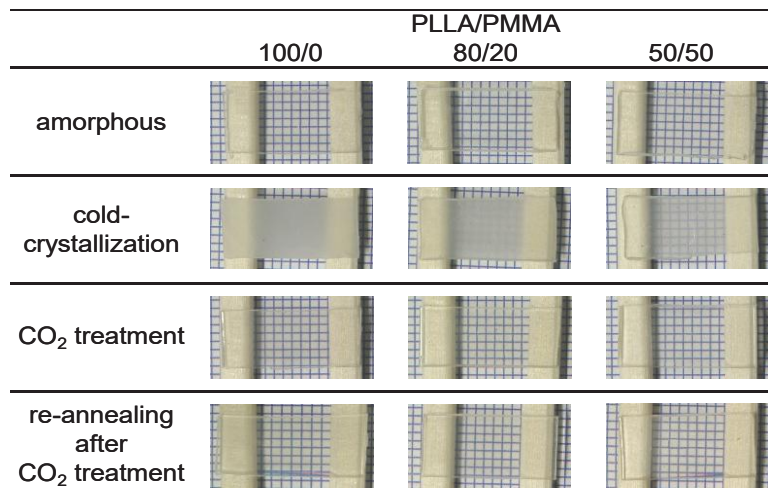 PLLA/PMMA
100/0 80/20 50/50
amorphous
cold-
crystallization
CO₂ treatment
re-annealing
after
CO₂ treatment